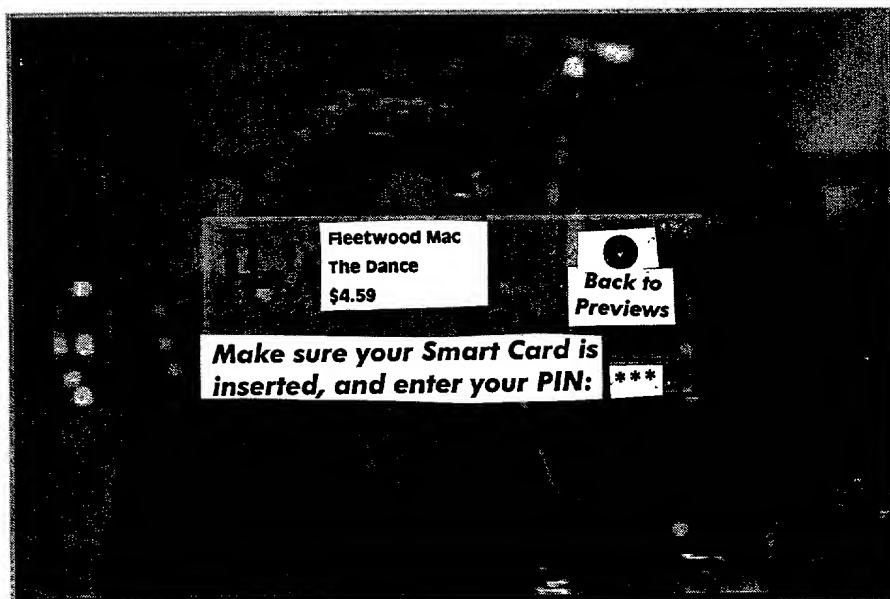 Fleetwood Mac
The Dance
$4.59
Back to
Previews
Make sure your Smart Card is
inserted, and enter your PIN: ***